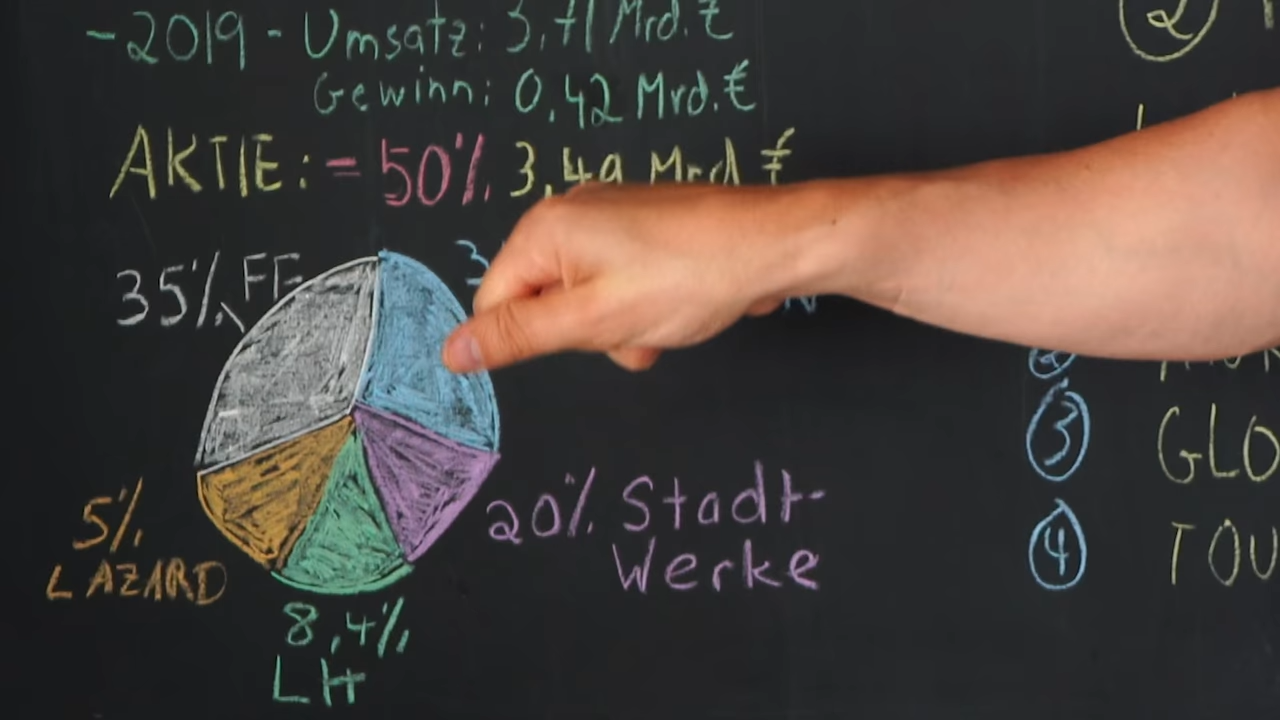 -2019 - Umsatz: 3,71 Mrd. €
Gewinn: 0,42 Mrd. €
AKTIE: = 50% 3,49 Mrd €
35% FF
5%
LAZARD
20% Stadt-
Werke
8,4%
LH
2
3 GLO
4 TOU